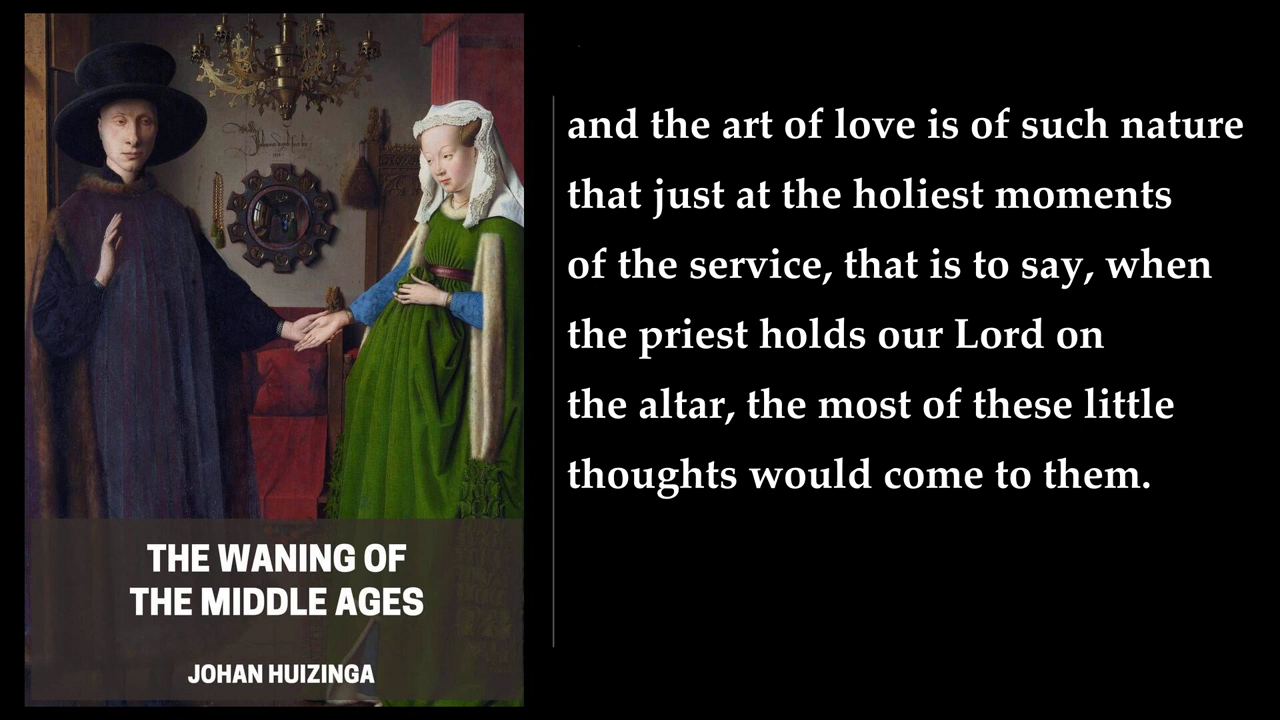 and the art of love is of such nature
that just at the holiest moments
of the service, that is to say, when
the priest holds our Lord on
the altar, the most of these little
thoughts would come to them.
THE WANING OF
THE MIDDLE AGES
JOHAN HUIZINGA